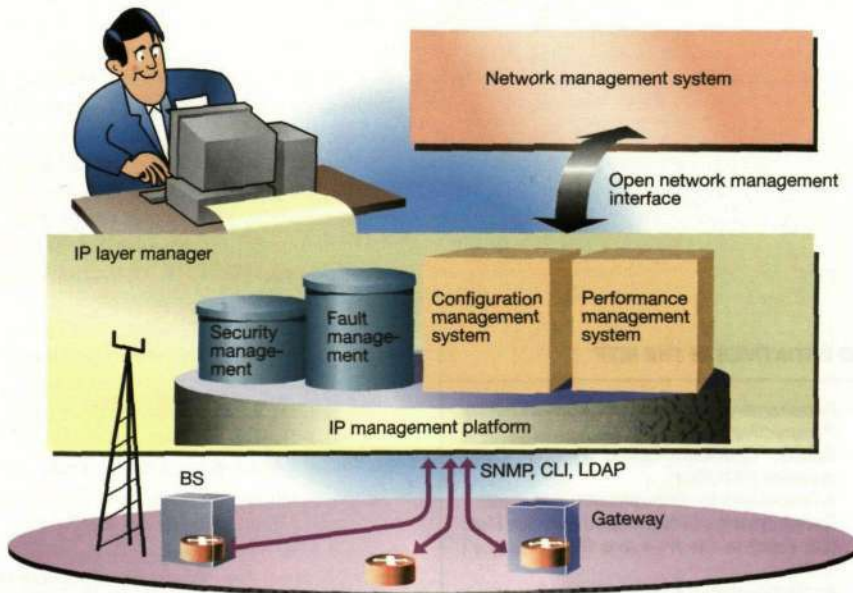 Network management system
Open network management
interface
IP layer manager
Security
manage-
ment
Fault
manage-
ment
Configuration
management
system
Performance
management
system
IP management platform
SNMP, CLI, LDAP
BS
Gateway